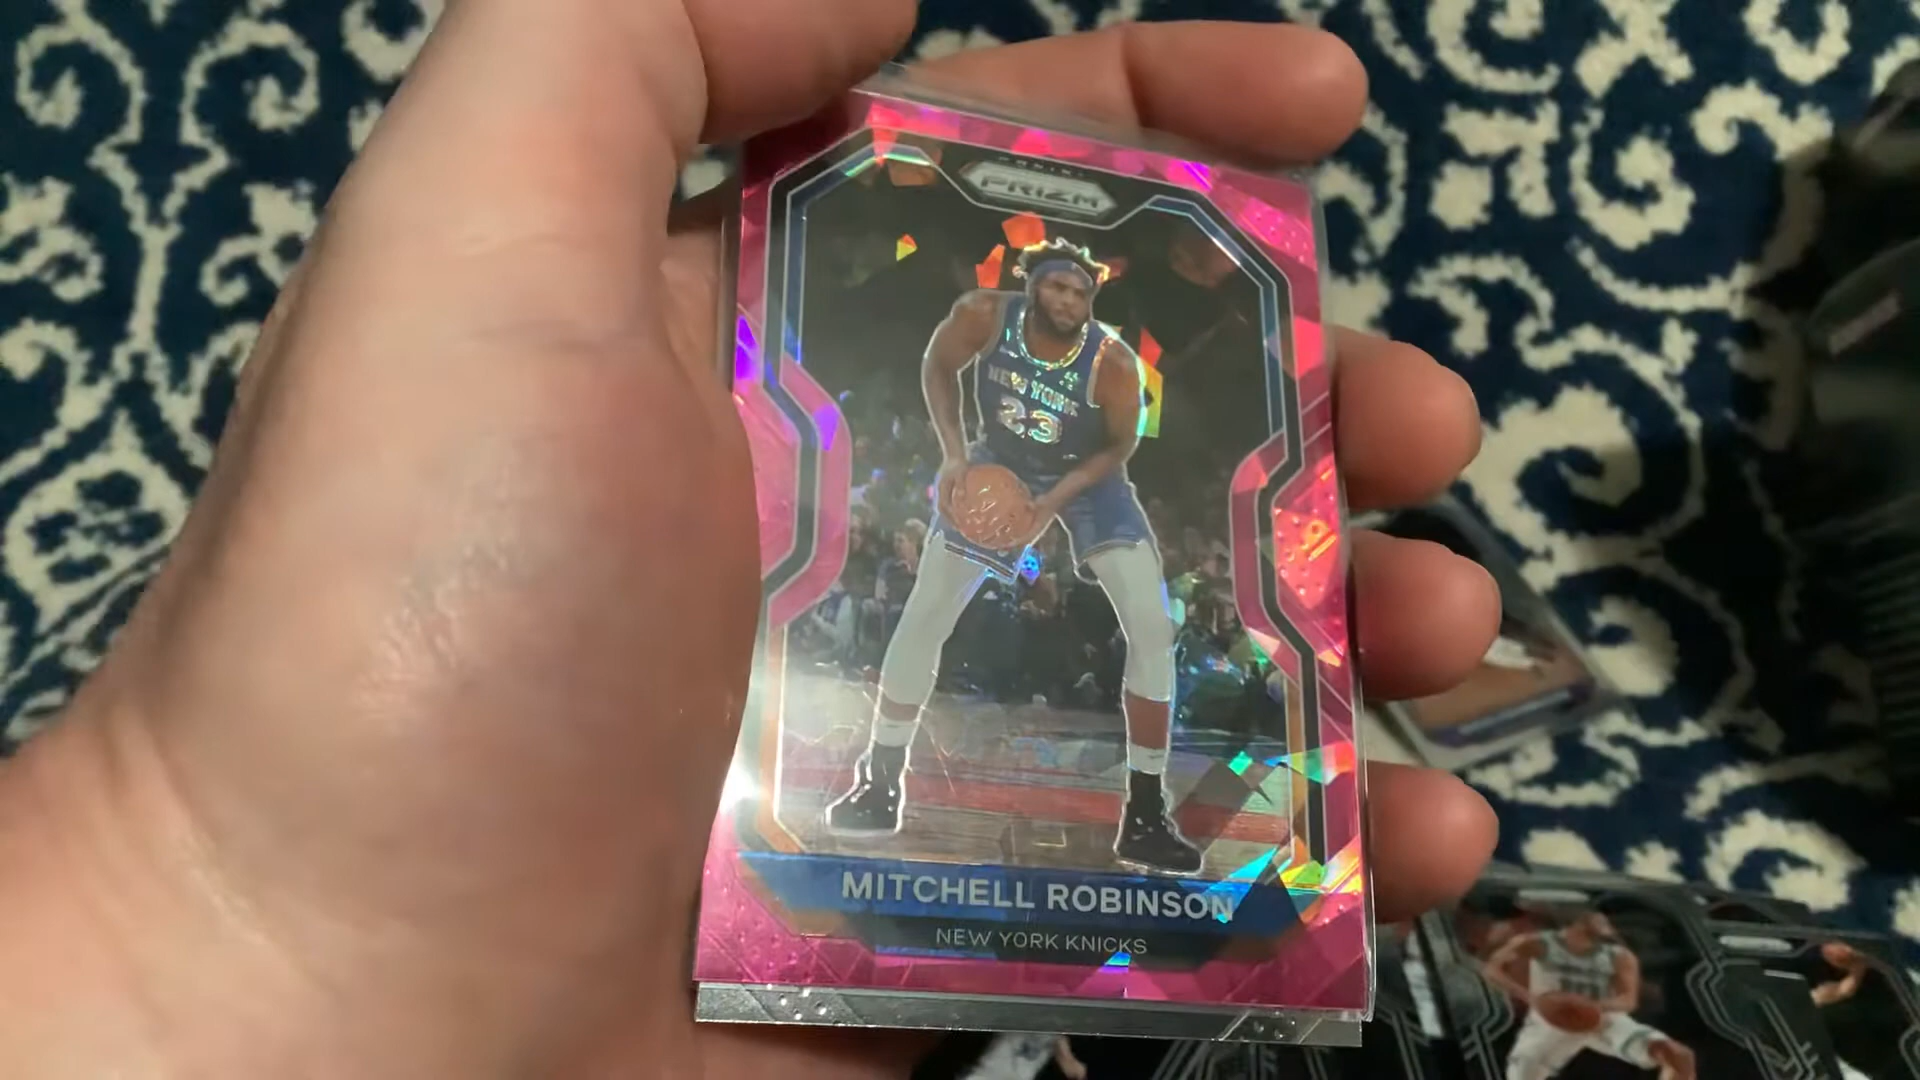 PANINI
PRIZM
NEW YORK
23
MITCHELL ROBINSON
NEW YORK KNICKS